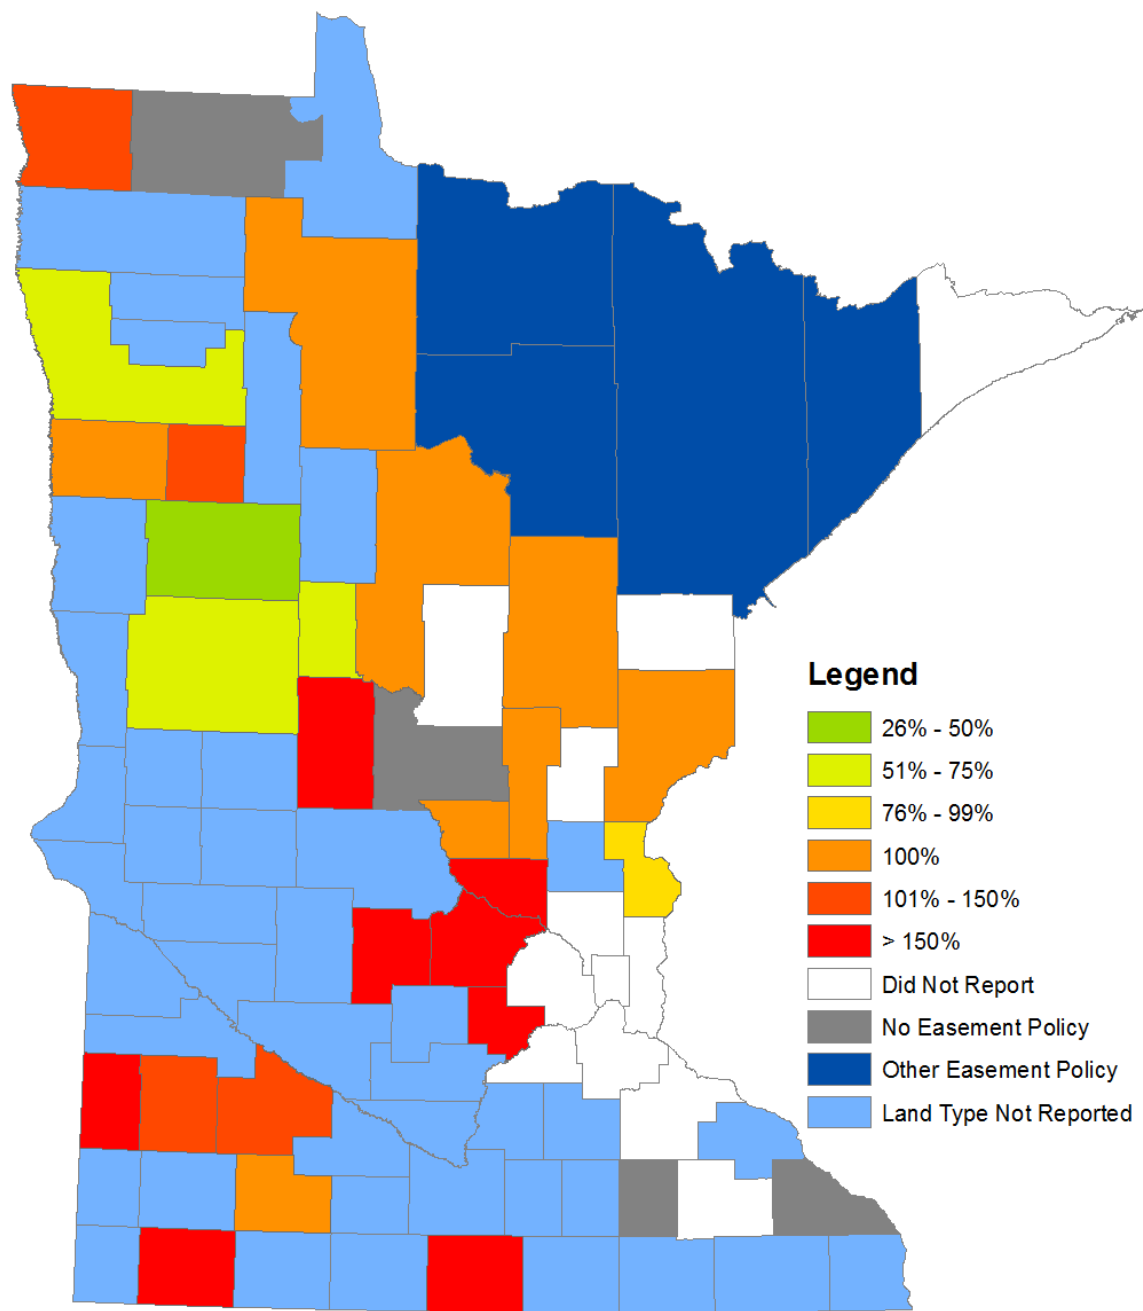 Legend
26% - 50%
51% - 75%
76% - 99%
100%
101% - 150%
> 150%
Did Not Report
No Easement Policy
Other Easement Policy
Land Type Not Reported